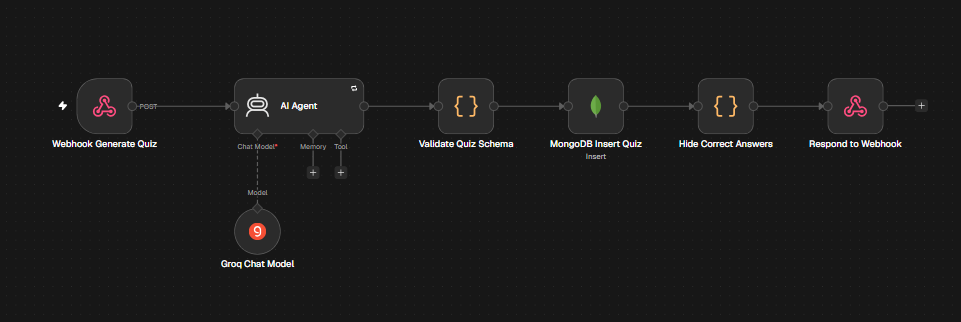 POST
AI Agent
Webhook Generate Quiz
Chat Model*
Memory
Tool
Validate Quiz Schema
MongoDB Insert Quiz
Insert
Hide Correct Answers
Respond to Webhook
Model
Groq Chat Model